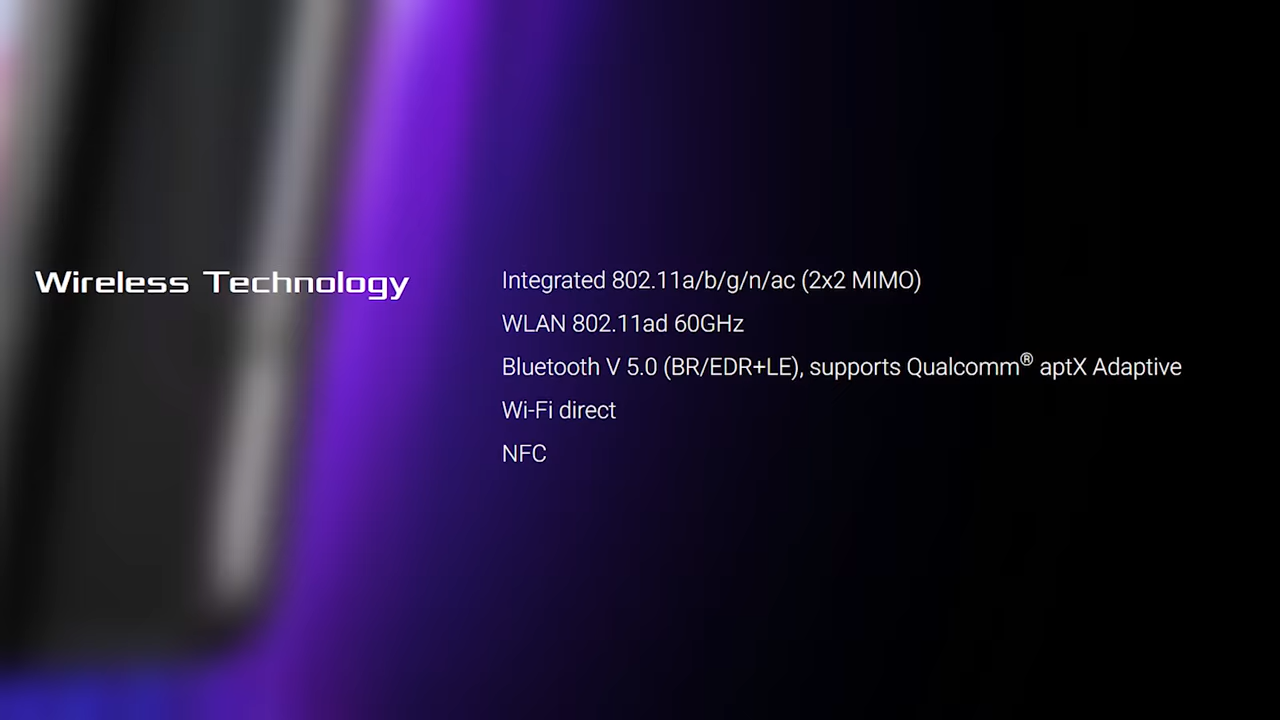 Wireless Technology
Integrated 802.11a/b/g/n/ac (2x2 MIMO)
WLAN 802.11ad 60GHz
Bluetooth V 5.0 (BR/EDR+LE), supports Qualcomm® aptX Adaptive
Wi-Fi direct
NFC